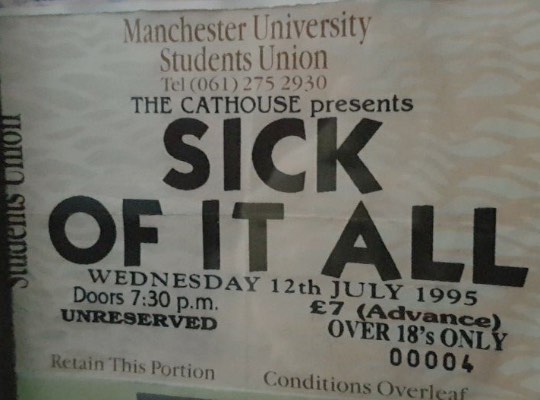 Manchester University
Students Union
Tel (061) 275 2930
THE CATHOUSE presents
SICK
OF IT ALL
WEDNESDAY 12th JULY 1995
Doors 7:30 p.m.
£7 (Advance)
UNRESERVED
OVER 18's ONLY
00004
Retain This Portion
Conditions Overleaf
Students Union